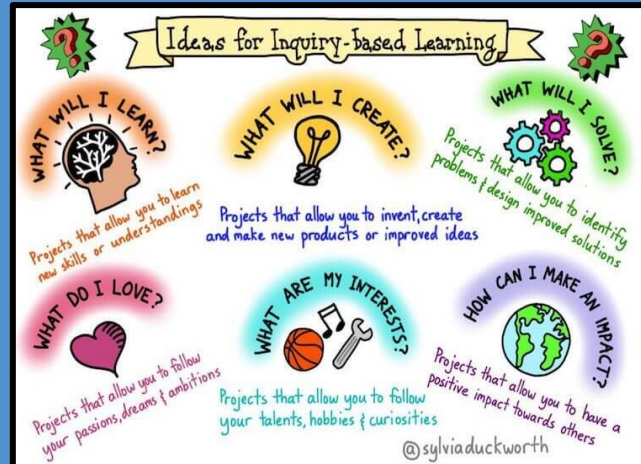 Ideas for Inquiry-based Learning
WHAT WILL I LEARN?
Projects that allow you to learn
new skills or understandings
WHAT WILL I CREATE?
Projects that allow you to invent, create
and make new products or improved ideas
WHAT WILL I SOLVE?
Projects that allow you to identify
problems & design improved solutions
WHAT DO I LOVE?
Projects that allow you to follow
your passions, dreams & ambitions
WHAT ARE MY INTERESTS?
Projects that allow you to follow
your talents, hobbies & curiosities
HOW CAN I MAKE AN IMPACT?
Projects that allow you to have a
positive impact towards others
@sylviaduckworth